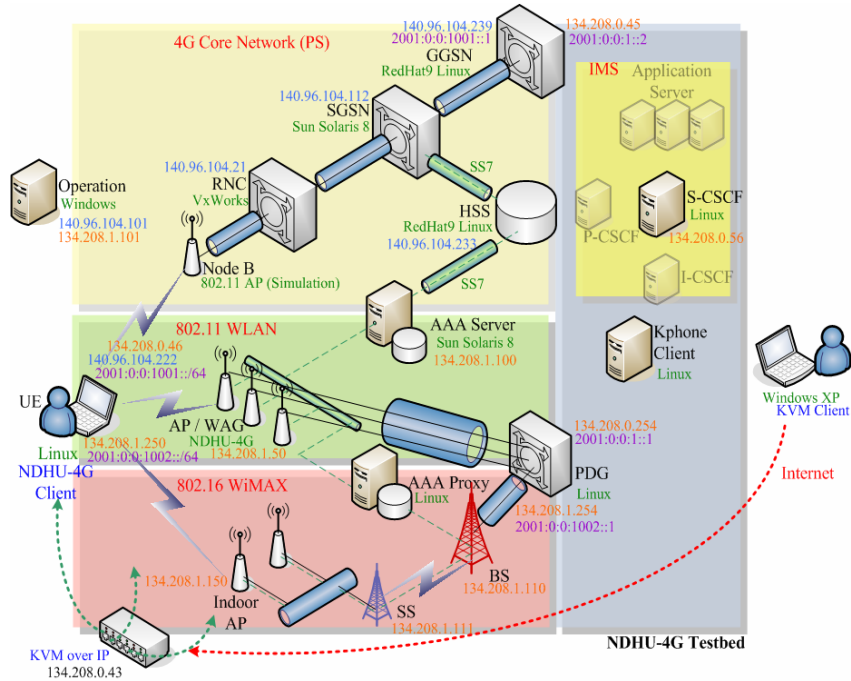 140.96.104.239
134.208.0.45
2001:0:0:1001::1
2001:0:0:1::2
4G Core Network (PS)
GGSN
RedHat9 Linux
IMS
Application
Server
140.96.104.112
SGSN
Sun Solaris 8
140.96.104.21
RNC
VxWorks
SS7
Operation
Windows
140.96.104.101
134.208.1.101
HSS
RedHat9 Linux
140.96.104.233
S-CSCF
Linux
134.208.0.56
P-CSCF
I-CSCF
Node B
802.11 AP (Simulation)
SS7
802.11 WLAN
134.208.0.46
140.96.104.222
2001:0:0:1001::/64
AAA Server
Sun Solaris 8
134.208.1.100
Kphone
Client
Linux
Windows XP
KVM Client
UE
Linux
NDHU-4G
Client
134.208.1.250
2001:0:0:1002::/64
AP / WAG
NDHU-4G
134.208.1.50
134.208.0.254
2001:0:0:1::1
PDG
Linux
Internet
802.16 WiMAX
AAA Proxy
Linux
134.208.1.254
2001:0:0:1002::1
BS
134.208.1.110
134.208.1.150
Indoor
AP
SS
134.208.1.111
KVM over IP
134.208.0.43
NDHU-4G Testbed